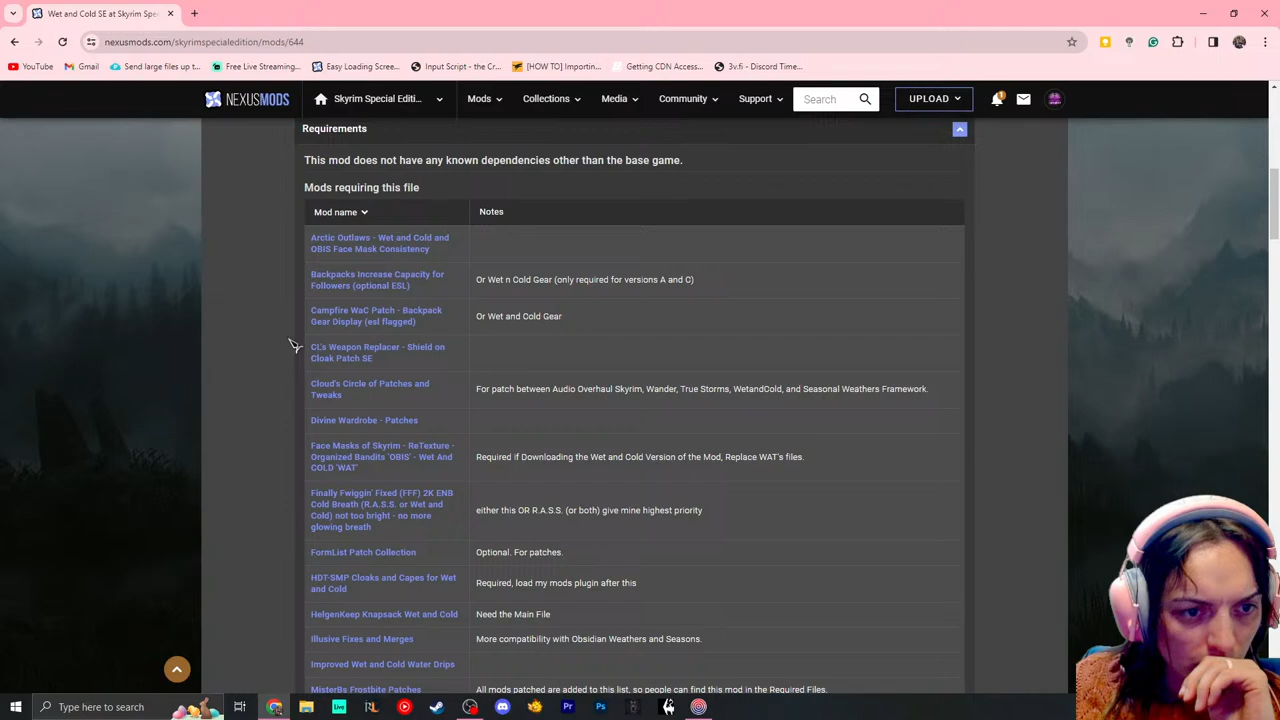 Wet and Cold SE at Skyrim Spe
nexusmods.com/skyrimspecialedition/mods/644
YouTube
Gmail
Send large files up t...
Free Live Streaming...
Easy Loading Scree...
Input Script - the Cr...
[HOW TO] Importin...
Getting CDN Acces...
3v.fi - Discord Time...
NEXUSMODS
Skyrim Special Editi...
Mods
Collections
Media
Community
Support
Search
UPLOAD
1
Requirements
This mod does not have any known dependencies other than the base game.
Mods requiring this file
Mod name
Notes
Arctic Outlaws - Wet and Cold and
OBIS Face Mask Consistency
Backpacks Increase Capacity for
Followers (optional ESL)
Or Wet n Cold Gear (only required for versions A and C)
Campfire WaC Patch - Backpack
Gear Display (esl flagged)
Or Wet and Cold Gear
CL's Weapon Replacer - Shield on
Cloak Patch SE
Cloud's Circle of Patches and
Tweaks
For patch between Audio Overhaul Skyrim, Wander, True Storms, WetandCold, and Seasonal Weathers Framework.
Divine Wardrobe - Patches
Face Masks of Skyrim - ReTexture -
Organized Bandits 'OBIS' - Wet And
COLD 'WAT'
Required if Downloading the Wet and Cold Version of the Mod, Replace WAT's files.
Finally Fwiggin' Fixed (FFF) 2K ENB
Cold Breath (R.A.S.S. or Wet and
Cold) not too bright - no more
glowing breath
either this OR R.A.S.S. (or both) give mine highest priority
FormList Patch Collection
Optional. For patches.
HDT-SMP Cloaks and Capes for Wet
and Cold
Required, load my mods plugin after this
HelgenKeep Knapsack Wet and Cold
Need the Main File
Illusive Fixes and Merges
More compatibility with Obsidian Weathers and Seasons.
Improved Wet and Cold Water Drips
MisterBs Frostbite Patches
All mods patched are added to this list, so people can find this mod in the Required Files.
Type here to search
Live
Pr
Ps